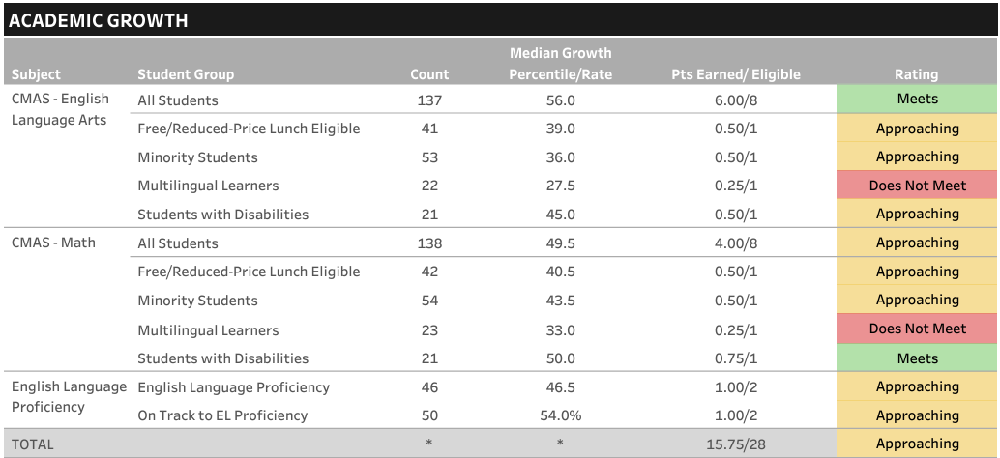 ACADEMIC GROWTH
Subject Student Group Count Median Growth Percentile/Rate Pts Earned/ Eligible Rating
CMAS - English Language Arts All Students 137 56.0 6.00/8 Meets
Free/Reduced-Price Lunch Eligible 41 39.0 0.50/1 Approaching
Minority Students 53 36.0 0.50/1 Approaching
Multilingual Learners 22 27.5 0.25/1 Does Not Meet
Students with Disabilities 21 45.0 0.50/1 Approaching
CMAS - Math All Students 138 49.5 4.00/8 Approaching
Free/Reduced-Price Lunch Eligible 42 40.5 0.50/1 Approaching
Minority Students 54 43.5 0.50/1 Approaching
Multilingual Learners 23 33.0 0.25/1 Does Not Meet
Students with Disabilities 21 50.0 0.75/1 Meets
English Language Proficiency English Language Proficiency 46 46.5 1.00/2 Approaching
On Track to EL Proficiency 50 54.0% 1.00/2 Approaching
TOTAL * * 15.75/28 Approaching